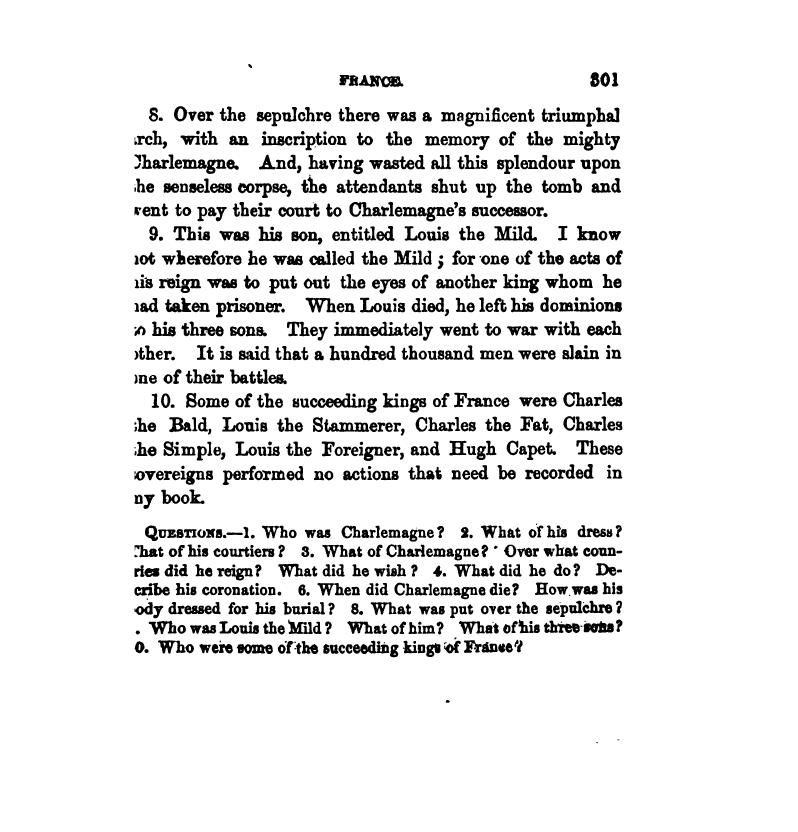 FRANCE. 301
8. Over the sepulchre there was a magnificent triumphal
rch, with an inscription to the memory of the mighty
Charlemagne. And, having wasted all this splendour upon
he senseless corpse, the attendants shut up the tomb and
went to pay their court to Charlemagne's successor.
9. This was his son, entitled Louis the Mild. I know
not wherefore he was called the Mild; for one of the acts of
his reign was to put out the eyes of another king whom he
had taken prisoner. When Louis died, he left his dominions
to his three sons. They immediately went to war with each
other. It is said that a hundred thousand men were slain in
one of their battles.
10. Some of the succeeding kings of France were Charles
the Bald, Louis the Stammerer, Charles the Fat, Charles
the Simple, Louis the Foreigner, and Hugh Capet. These
sovereigns performed no actions that need be recorded in
my book.
QUESTIONS.—1. Who was Charlemagne? 2. What of his dress?
What of his courtiers? 3. What of Charlemagne? Over what coun-
ries did he reign? What did he wish? 4. What did he do? De-
cribe his coronation. 6. When did Charlemagne die? How was his
ody dressed for his burial? 8. What was put over the sepulchre?
. Who was Louis the Mild? What of him? What of his three sons?
0. Who were some of the succeeding kings of France?